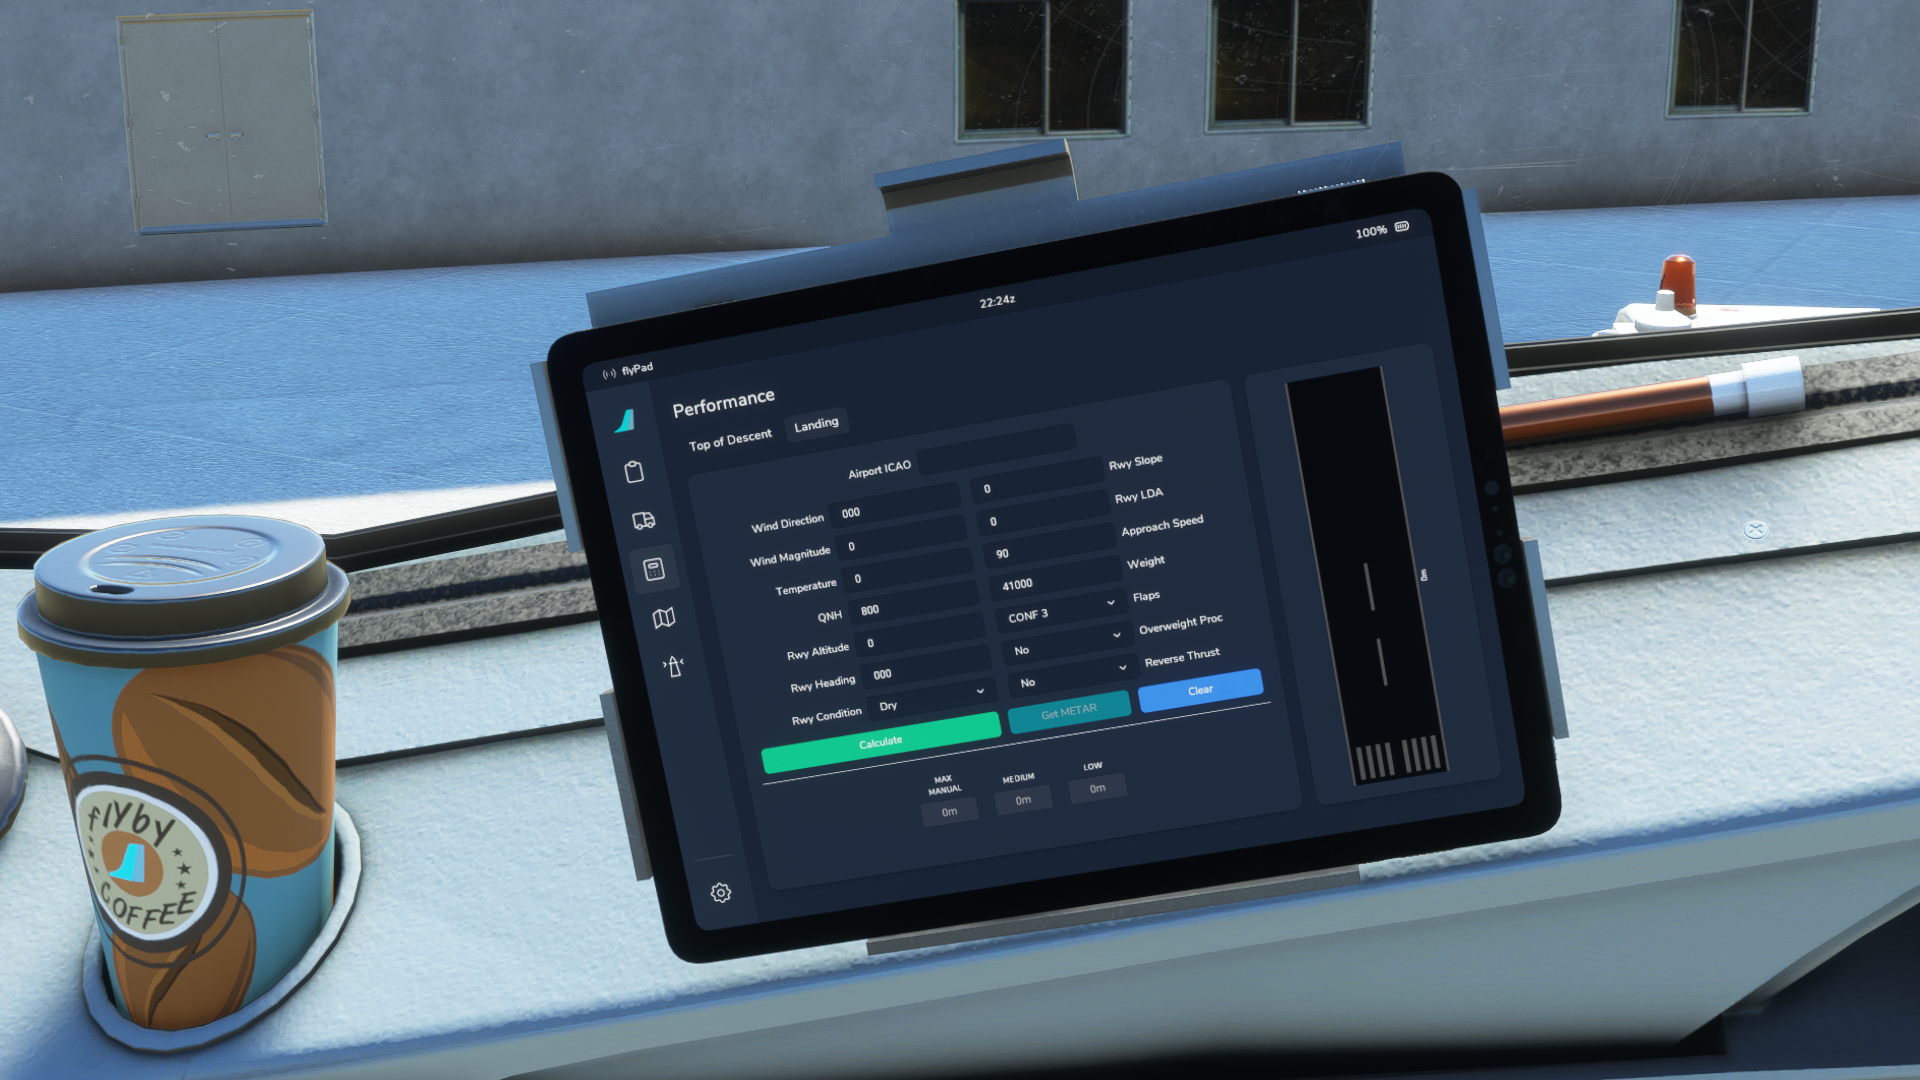 100%
22:24z
flyPad
Performance
Top of Descent
Landing
Airport ICAO
Wind Direction 000
0 Rwy Slope
Wind Magnitude 0
0 Rwy LDA
Temperature 0
90 Approach Speed
QNH 800
41000 Weight
Rwy Altitude 0
CONF 3 Flaps
Rwy Heading 000
No Overweight Proc
Rwy Condition Dry
No Reverse Thrust
Calculate
Get METAR
Clear
MAX
MANUAL
0m
MEDIUM
0m
LOW
0m
0m
flyby
COFFEE